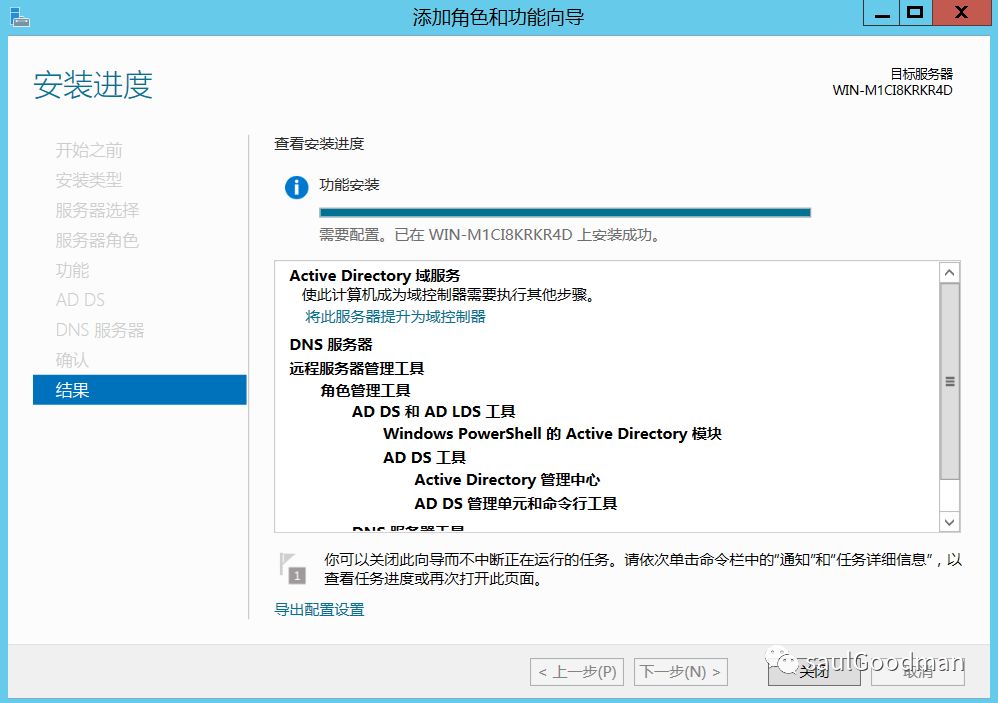 添加角色和功能向导
安装进度
目标服务器
WIN-M1CI8KRKR4D
开始之前
安装类型
服务器选择
服务器角色
功能
AD DS
DNS 服务器
确认
结果
查看安装进度
功能安装
需要配置。已在 WIN-M1CI8KRKR4D 上安装成功。
Active Directory 域服务
使此计算机成为域控制器需要执行其他步骤。
将此服务器提升为域控制器
DNS 服务器
远程服务器管理工具
角色管理工具
AD DS 和 AD LDS 工具
Windows PowerShell 的 Active Directory 模块
AD DS 工具
Active Directory 管理中心
AD DS 管理单元和命令行工具
DNS 服务器工具
1
你可以关闭此向导而不中断正在运行的任务。请依次单击命令栏中的"通知"和"任务详细信息"，以
查看任务进度或再次打开此页面。
导出配置设置
< 上一步(P)
下一步(N) >
关闭
取消
saulGoodman